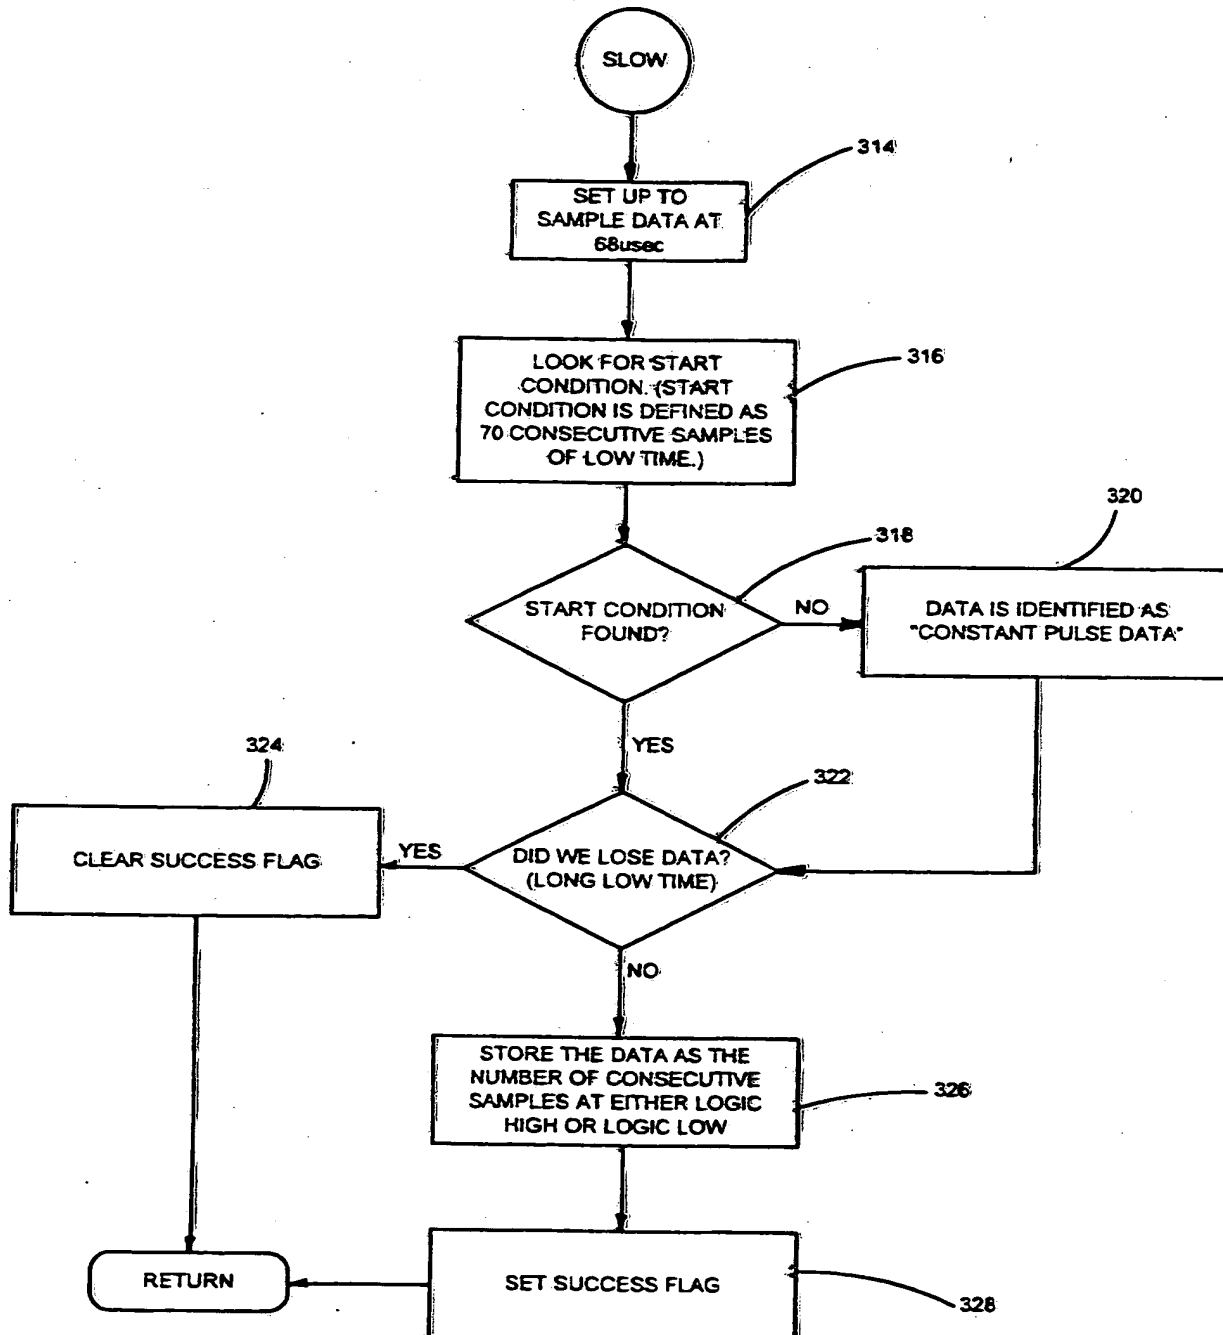 SLOW
314
SET UP TO
SAMPLE DATA AT
68usec
316
LOOK FOR START
CONDITION. (START
CONDITION IS DEFINED AS
70 CONSECUTIVE SAMPLES
OF LOW TIME.)
320
318
START CONDITION
FOUND?
NO
DATA IS IDENTIFIED AS
"CONSTANT PULSE DATA"
YES
324
322
CLEAR SUCCESS FLAG
YES
DID WE LOSE DATA?
(LONG LOW TIME)
NO
STORE THE DATA AS THE
NUMBER OF CONSECUTIVE
SAMPLES AT EITHER LOGIC
HIGH OR LOGIC LOW
326
RETURN
SET SUCCESS FLAG
328